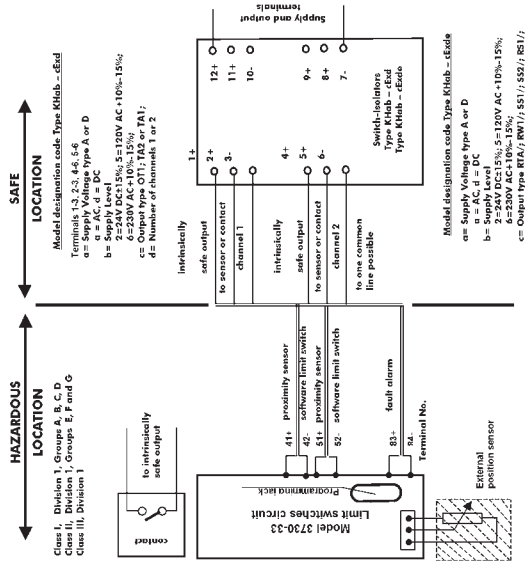 HAZARDOUS
LOCATION
Class I, Division 1, Groups A, B, C, D
Class II, Division 1, Groups E, F and G
Class III, Division 1
SAFE
LOCATION
Model designation code Type KHab – cExd
Terminals 1-3, 2-3, 4-6, 5-6
a= Supply Voltage type A or D
a = AC, d = DC
b= Supply Level
2=24V DC±15%; 5=120V AC +10%-15%;
6=230V AC+10%-15%;
c= Output type OT1; TA2 or TA1;
d= Number of channels 1 or 2
contact
to intrinsically
safe output
Model 3730-33
Limit switches circuit
Programming jack
41+
proximity sensor
42-
software limit switch
51+
proximity sensor
52-
software limit switch
83+
fault alarm
84-
Terminal No.
External
position sensor
intrinsically
safe output
to sensor or contact
channel 1
intrinsically
safe output
to sensor or contact
channel 2
to one common
line possible
1+
2+
3-
4+
5+
6-
12+
11+
10-
9+
8+
7-
Switch-isolators
Type KHab – cExd
Type KHab – cExde
Supply and output
terminals
Model designation code Type KHab – cExde
a= Supply Voltage type A or D
a = AC, d = DC
b= Supply Level
2=24V DC±15%; 5=120V AC +10%-15%;
6=230V AC+10%-15%;
c= Output type RTA/; RW1/; SS1/; SS2/; RS1/;